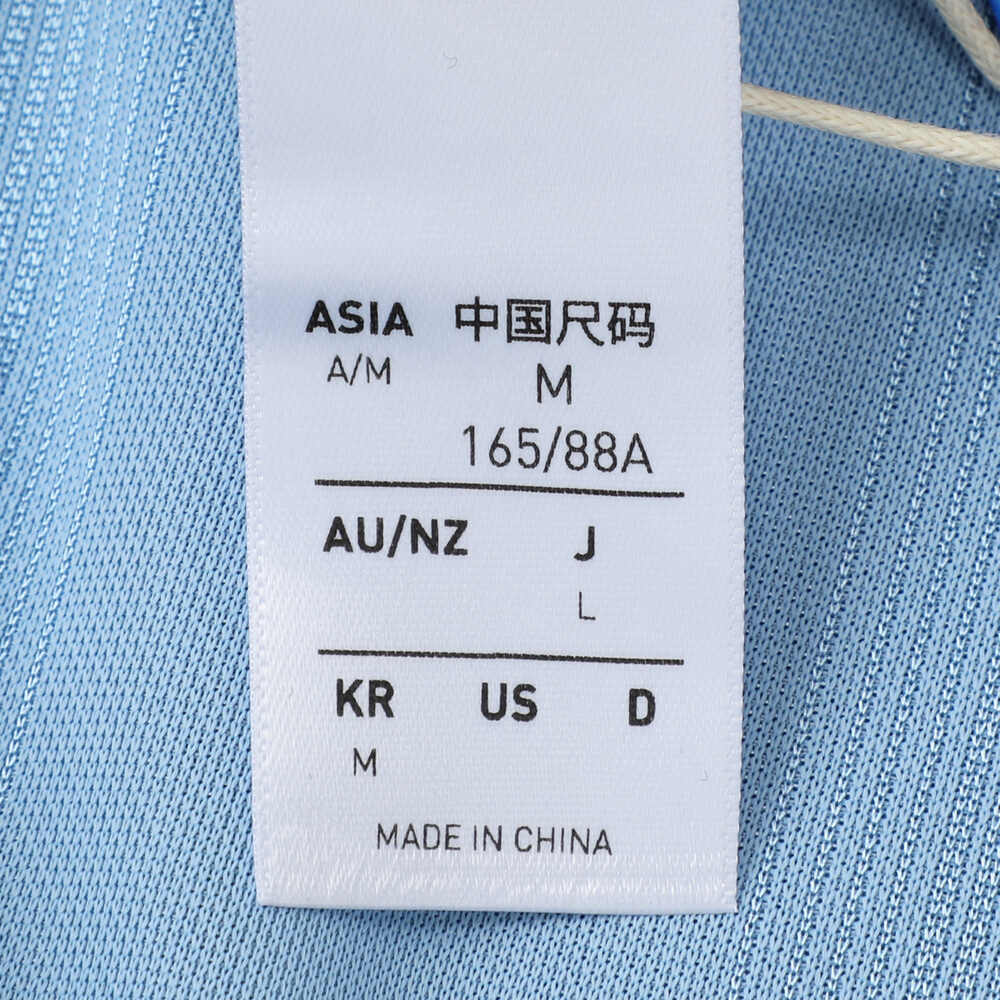 ASIA 中国尺码
A/M M
165/88A
AU/NZ J
L
KR US D
M
MADE IN CHINA